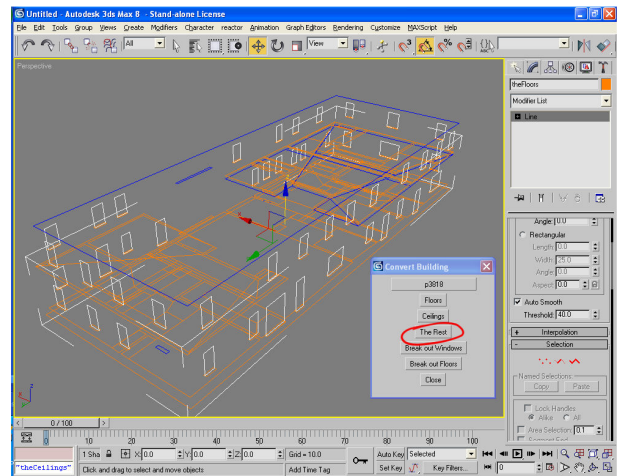 Untitled - Autodesk 3ds Max 8 - Stand-alone License
File Edit Tools Group Views Create Modifiers Character reactor Animation Graph Editors Rendering Customize MAXScript Help
All
View
Perspective
theFloors
Modifier List
Line
Angle: 0.0
Rectangular
Length: 0.0
Width: 25.0
Angle: 0.0
Aspect: 0.0
Auto Smooth
Threshold: 40.0
+ Interpolation
- Selection
Named Selections:
Copy Paste
Lock Handles
Alike All
Area Selection: 0.1
Segment End
Convert Building
p3818
Floors
Ceilings
The Rest
Break out Windows
Break out Floors
Close
z
x
y
0 / 100
0 10 20 30 40 50 60 70 80 90 100
1 Sha X: 0.0 Y: 0.0 Z: 0.0 Grid = 10.0 Auto Key Selected
"theCeilings" Click and drag to select and move objects Add Time Tag Set Key Key Filters... 0